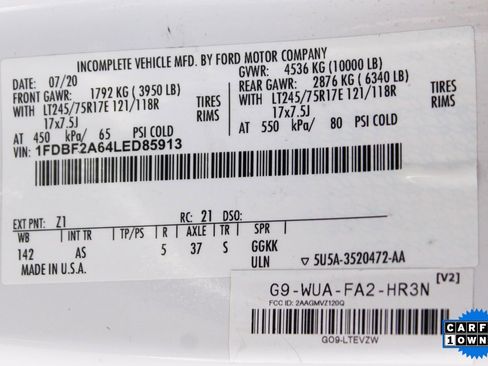 INCOMPLETE VEHICLE MFD. BY FORD MOTOR COMPANY
DATE: 07/20 GVWR: 4536 KG (10000 LB)
FRONT GAWR: 1792 KG ( 3950 LB) REAR GAWR: 2876 KG ( 6340 LB)
WITH LT245/75R17E 121/118R TIRES WITH LT245/75R17E 121/118R TIRES
17x7.5J RIMS 17x7.5J RIMS
AT 450 kPa/ 65 PSI COLD AT 550 kPa/ 80 PSI COLD
VIN: 1FDBF2A64LED85913
EXT PNT: Z1 RC: 21 DSO:
WB INT TR TP/PS R AXLE TR SPR
142 AS 5 37 S GGKK
MADE IN U.S.A. ULN ▽ 5U5A-3520472-AA
[V2]
G9-WUA-FA2-HR3N
FCC ID: 2AAGMVZ120Q
GO9-LTEVZW
CARF
1 OWN